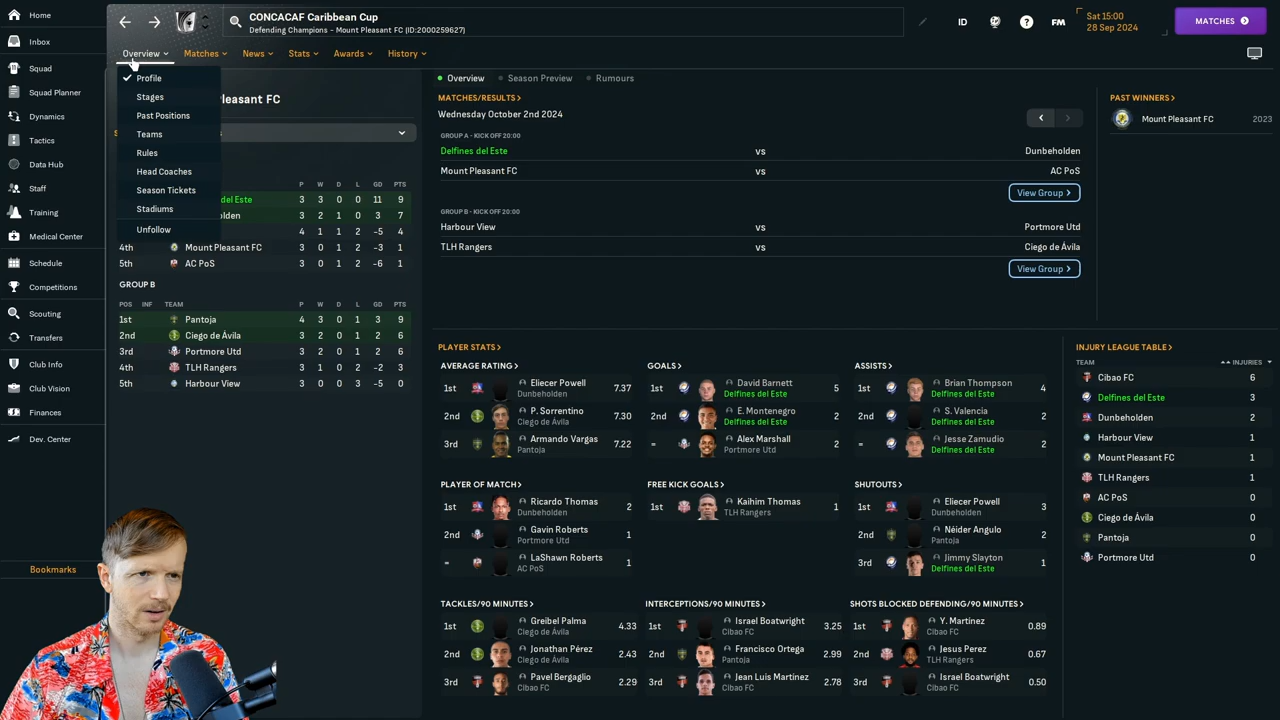 Home
Inbox
Squad
Squad Planner
Dynamics
Tactics
Data Hub
Staff
Training
Medical Center
Schedule
Competitions
Scouting
Transfers
Club Info
Club Vision
Finances
Dev. Center
Bookmarks
CONCACAF Caribbean Cup
Defending Champions - Mount Pleasant FC (ID:2000259627)
ID
?
FM
Sat 15:00
28 Sep 2024
MATCHES
Overview
Matches
News
Stats
Awards
History
Profile
Stages
Past Positions
Teams
Rules
Head Coaches
Season Tickets
Stadiums
Unfollow
leasant FC
P W D L GD PTS
del Este 3 3 0 0 11 9
olden 3 2 1 0 3 7
4 1 1 2 -5 4
4th Mount Pleasant FC 3 0 1 2 -3 1
5th AC PoS 3 0 1 2 -6 1
GROUP B
POS INF TEAM P W D L GD PTS
1st Pantoja 4 3 0 1 3 9
2nd Ciego de Ávila 3 2 0 1 2 6
3rd Portmore Utd 3 2 0 1 2 6
4th TLH Rangers 3 1 0 2 -2 3
5th Harbour View 3 0 0 3 -5 0
Overview
Season Preview
Rumours
MATCHES/RESULTS
Wednesday October 2nd 2024
GROUP A - KICK OFF 20:00
Delfines del Este vs Dunbeholden
Mount Pleasant FC vs AC PoS
View Group
GROUP B - KICK OFF 20:00
Harbour View vs Portmore Utd
TLH Rangers vs Ciego de Ávila
View Group
PAST WINNERS
Mount Pleasant FC 2023
PLAYER STATS
AVERAGE RATING
1st Eliecer Powell 7.37
Dunbeholden
2nd P. Sorrentino 7.30
Ciego de Ávila
3rd Armando Vargas 7.22
Pantoja
GOALS
1st David Barnett 5
Delfines del Este
2nd E. Montenegro 2
Delfines del Este
= Alex Marshall 2
Portmore Utd
ASSISTS
1st Brian Thompson 4
Delfines del Este
2nd S. Valencia 2
Delfines del Este
= Jesse Zamudio 2
Delfines del Este
PLAYER OF MATCH
1st Ricardo Thomas 2
Dunbeholden
2nd Gavin Roberts 1
Portmore Utd
= LaShawn Roberts 1
AC PoS
FREE KICK GOALS
1st Kaihim Thomas 1
TLH Rangers
SHUTOUTS
1st Eliecer Powell 3
Dunbeholden
2nd Néider Angulo 2
Pantoja
3rd Jimmy Slayton 1
Delfines del Este
TACKLES/90 MINUTES
1st Greibel Palma 4.33
Ciego de Ávila
2nd Jonathan Pérez 2.43
Ciego de Ávila
3rd Pavel Bergaglio 2.29
Cibao FC
INTERCEPTIONS/90 MINUTES
1st Israel Boatwright 3.25
Cibao FC
2nd Francisco Ortega 2.99
Pantoja
3rd Jean Luis Martínez 2.78
Cibao FC
SHOTS BLOCKED DEFENDING/90 MINUTES
1st Y. Martínez 0.89
Cibao FC
2nd Jesus Perez 0.67
TLH Rangers
3rd Israel Boatwright 0.50
Cibao FC
INJURY LEAGUE TABLE
TEAM INJURIES
Cibao FC 6
Delfines del Este 3
Dunbeholden 2
Harbour View 1
Mount Pleasant FC 1
TLH Rangers 1
AC PoS 0
Ciego de Ávila 0
Pantoja 0
Portmore Utd 0